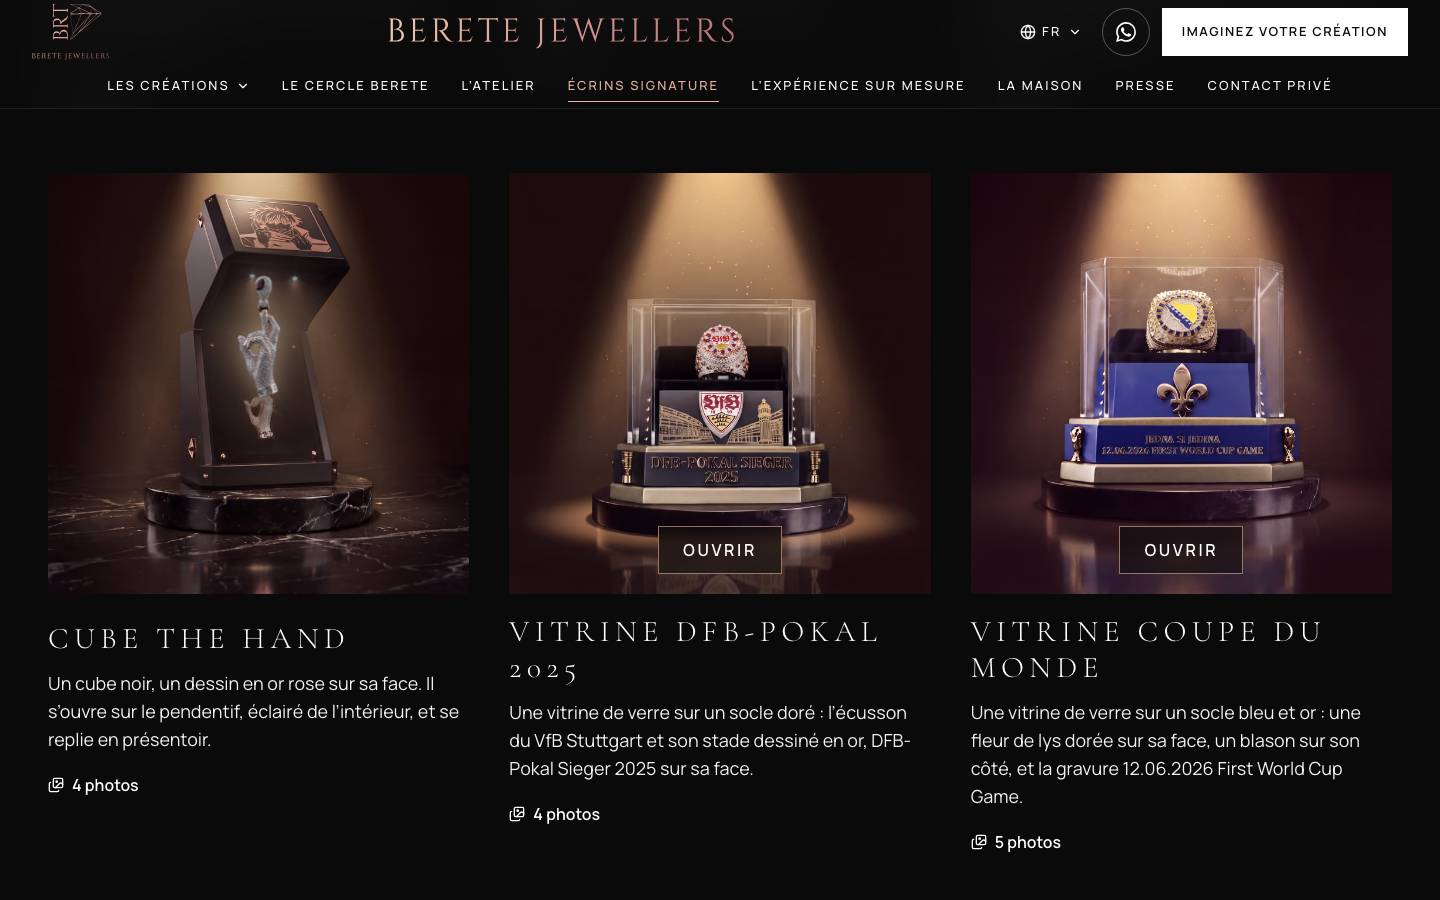 BRT
BERETE JEWELLERS
BERETE JEWELLERS
FR
IMAGINEZ VOTRE CRÉATION
LES CRÉATIONS
LE CERCLE BERETE
L'ATELIER
ÉCRINS SIGNATURE
L'EXPÉRIENCE SUR MESURE
LA MAISON
PRESSE
CONTACT PRIVÉ
VfB
VfB
DFB-POKAL SIEGER
2025
OUVRIR
JEDNA SI JEDINA
12.06.2026 FIRST WORLD CUP GAME
OUVRIR
CUBE THE HAND
Un cube noir, un dessin en or rose sur sa face. Il
s’ouvre sur le pendentif, éclairé de l’intérieur, et se
replie en présentoir.
4 photos
VITRINE DFB-POKAL
2025
Une vitrine de verre sur un socle doré : l’écusson
du VfB Stuttgart et son stade dessiné en or, DFB-
Pokal Sieger 2025 sur sa face.
4 photos
VITRINE COUPE DU
MONDE
Une vitrine de verre sur un socle bleu et or : une
fleur de lys dorée sur sa face, un blason sur son
côté, et la gravure 12.06.2026 First World Cup
Game.
5 photos